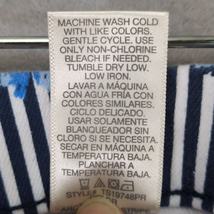 MACHINE WASH COLD
WITH LIKE COLORS.
GENTLE CYCLE. USE
ONLY NON-CHLORINE
BLEACH IF NEEDED.
TUMBLE DRY LOW.
LOW IRON.
LAVAR A MÁQUINA
CON AGUA FRÍA CON
COLORES SIMILARES.
CICLO DELICADO.
USAR SOLAMENTE
BLANQUEADOR SIN
CLORO SI SE NECESITA.
SECAR EN MÁQUINA A
TEMPERATURA BAJA.
PLANCHAR A
TEMPERATURA BAJA.
STYLE# TS19748PR